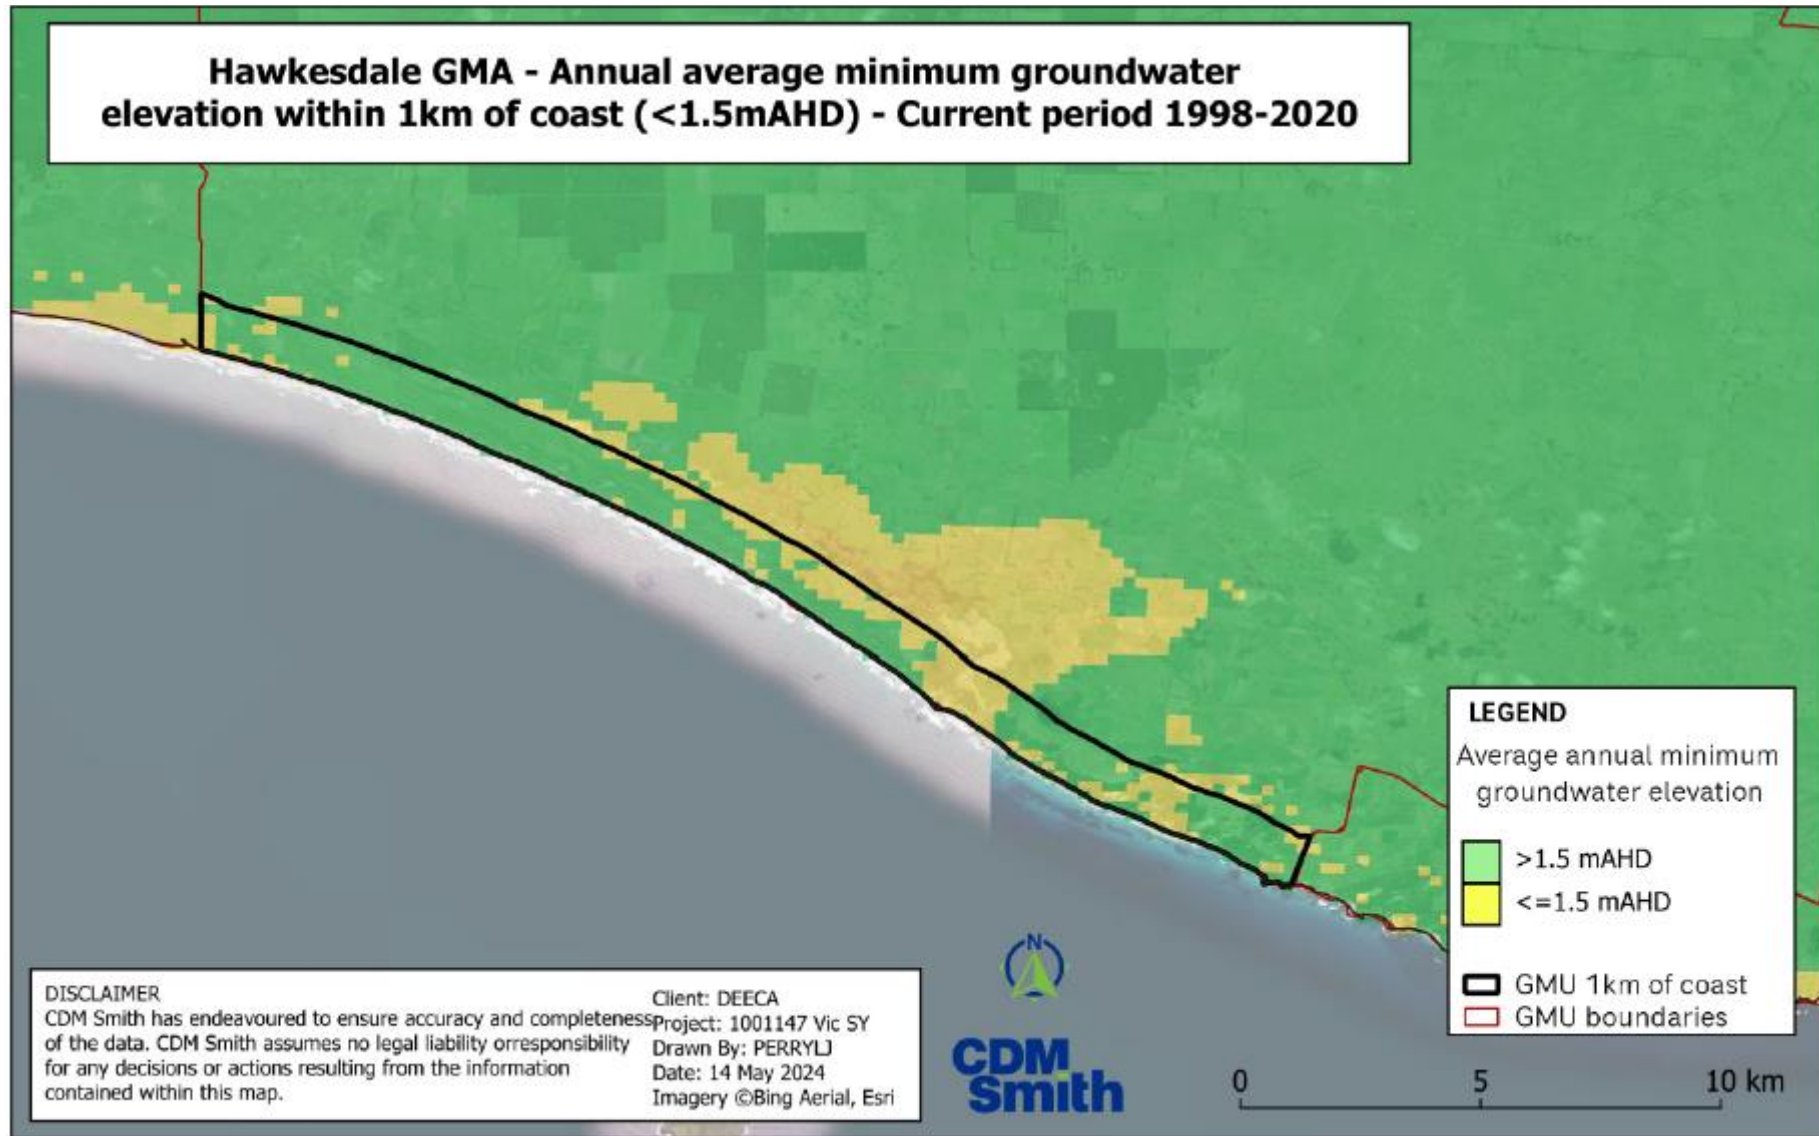 Hawkesdale GMA - Annual average minimum groundwater
elevation within 1km of coast (<1.5mAHD) - Current period 1998-2020
LEGEND
Average annual minimum
groundwater elevation
>1.5 mAHD
<=1.5 mAHD
GMU 1km of coast
GMU boundaries
DISCLAIMER
CDM Smith has endeavoured to ensure accuracy and completeness
of the data. CDM Smith assumes no legal liability orresponsibility
for any decisions or actions resulting from the information
contained within this map.
Client: DEECA
Project: 1001147 Vic SY
Drawn By: PERRYLJ
Date: 14 May 2024
Imagery ©Bing Aerial, Esri
N
CDM
Smith
0 5 10 km